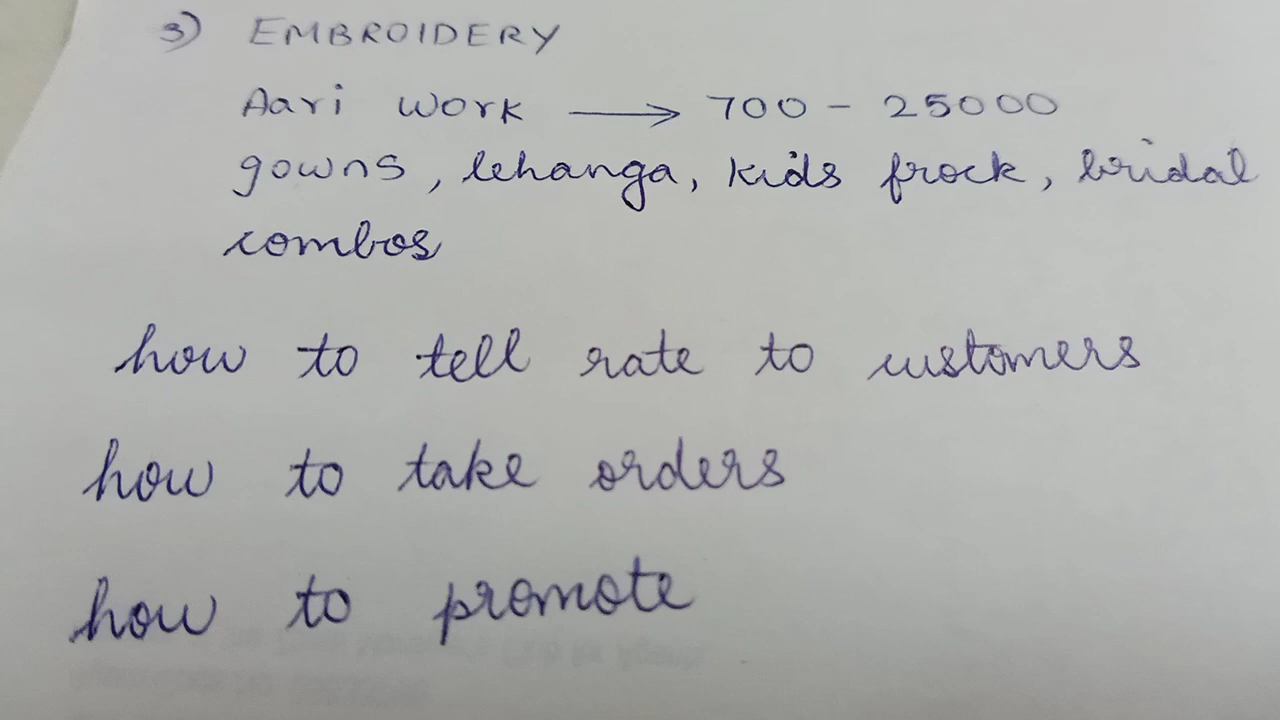 3) EMBROIDERY
Aari work → 700 - 25000
gowns, lehanga, kids frock, bridal
combos
how to tell rate to customers
how to take orders
how to promote